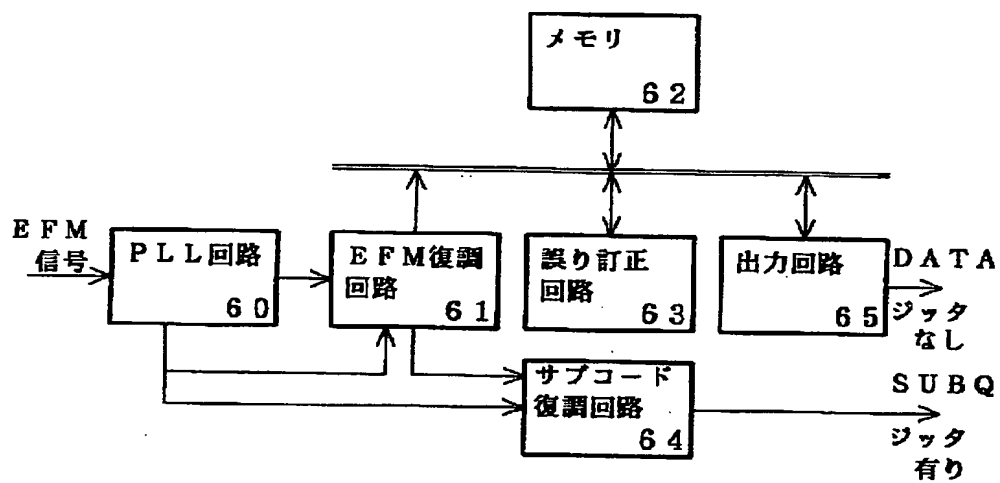 メモリ
62
EFM
信号
PLL回路
60
EFM復調
回路
61
誤り訂正
回路
63
出力回路
65
DATA
ジッタ
なし
サブコード
復調回路
64
SUBQ
ジッタ
有り